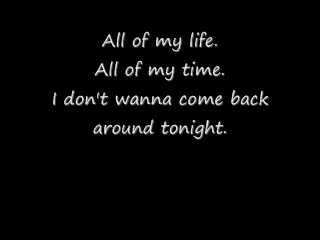 All of my life.
All of my time.
I don't wanna come back
around tonight.